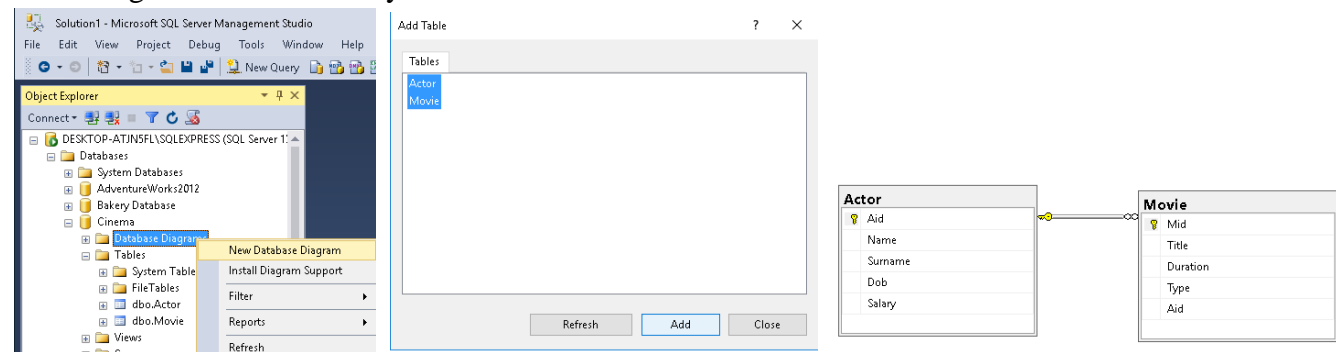 Solution1 - Microsoft SQL Server Management Studio
File Edit View Project Debug Tools Window Help
New Query
Object Explorer
Connect
DESKTOP-ATJN5FL\SQLEXPRESS (SQL Server 1
Databases
System Databases
AdventureWorks2012
Bakery Database
Cinema
Database Diagrams
Tables
System Table
FileTables
dbo.Actor
dbo.Movie
Views
New Database Diagram
Install Diagram Support
Filter
Reports
Refresh
Add Table
? ×
Tables
Actor
Movie
Refresh Add Close
Actor
Aid
Name
Surname
Dob
Salary
Movie
Mid
Title
Duration
Type
Aid